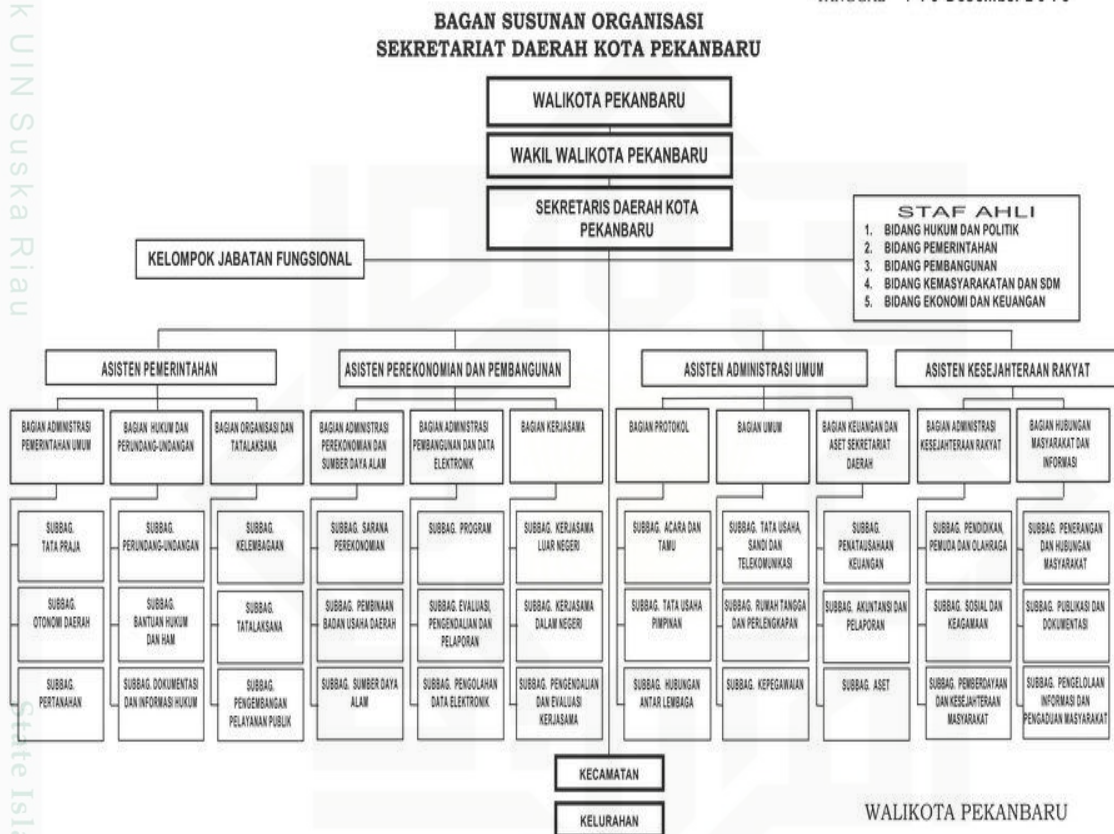 BAGAN SUSUNAN ORGANISASI
SEKRETARIAT DAERAH KOTA PEKANBARU
WALIKOTA PEKANBARU
WAKIL WALIKOTA PEKANBARU
SEKRETARIS DAERAH KOTA
PEKANBARU
KELOMPOK JABATAN FUNGSIONAL
STAF AHLI
1. BIDANG HUKUM DAN POLITIK
2. BIDANG PEMERINTAHAN
3. BIDANG PEMBANGUNAN
4. BIDANG KEMASYARAKATAN DAN SDM
5. BIDANG EKONOMI DAN KEUANGAN
ASISTEN PEMERINTAHAN
ASISTEN PEREKONOMIAN DAN PEMBANGUNAN
ASISTEN ADMINISTRASI UMUM
ASISTEN KESEJAHTERAAN RAKYAT
BAGIAN ADMINISTRASI
PEMERINTAHAN UMUM
BAGIAN HUKUM DAN
PERUNDANG-UNDANGAN
BAGIAN ORGANISASI DAN
TATALAKSANA
BAGIAN ADMINISTRASI
PEREKONOMIAN DAN
SUMBER DAYA ALAM
BAGIAN ADMINISTRASI
PEMBANGUNAN DAN DATA
ELEKTRONIK
BAGIAN KERJASAMA
BAGIAN PROTOKOL
BAGIAN UMUM
BAGIAN KEUANGAN DAN
ASET SEKRETARIAT
DAERAH
BAGIAN ADMINISTRASI
KESEJAHTERAAN RAKYAT
BAGIAN HUBUNGAN
MASYARAKAT DAN
INFORMASI
SUBBAG.
TATA PRAJA
SUBBAG.
PERUNDANG-UNDANGAN
SUBBAG.
KELEMBAGAAN
SUBBAG. SARANA
PEREKONOMIAN
SUBBAG. PROGRAM
SUBBAG. KERJASAMA
LUAR NEGERI
SUBBAG. ACARA DAN
TAMU
SUBBAG. TATA USAHA,
SANDI DAN
TELEKOMUNIKASI
SUBBAG.
PENATAUSAHAAN
KEUANGAN
SUBBAG. PENDIDIKAN,
PEMUDA DAN OLAHRAGA
SUBBAG. PENERANGAN
DAN HUBUNGAN
MASYARAKAT
SUBBAG.
OTONOMI DAERAH
SUBBAG.
BANTUAN HUKUM
DAN HAM
SUBBAG.
TATALAKSANA
SUBBAG. PEMBINAAN
BADAN USAHA DAERAH
SUBBAG. EVALUASI,
PENGENDALIAN DAN
PELAPORAN
SUBBAG. KERJASAMA
DALAM NEGERI
SUBBAG. TATA USAHA
PIMPINAN
SUBBAG. RUMAH TANGGA
DAN PERLENGKAPAN
SUBBAG. AKUNTANSI DAN
PELAPORAN
SUBBAG. SOSIAL DAN
KEAGAMAAN
SUBBAG. PUBLIKASI DAN
DOKUMENTASI
SUBBAG.
PERTANAHAN
SUBBAG. DOKUMENTASI
DAN INFORMASI HUKUM
SUBBAG.
PENGEMBANGAN
PELAYANAN PUBLIK
SUBBAG. SUMBER DAYA
ALAM
SUBBAG. PENGOLAHAN
DATA ELEKTRONIK
SUBBAG. PENGENDALIAN
DAN EVALUASI
KERJASAMA
SUBBAG. HUBUNGAN
ANTAR LEMBAGA
SUBBAG. KEPEGAWAIAN
SUBBAG. ASET
SUBBAG. PEMBERDAYAAN
DAN KESEJAHTERAAN
MASYARAKAT
SUBBAG. PENGELOLAAN
INFORMASI DAN
PENGADUAN MASYARAKAT
KECAMATAN
KELURAHAN
WALIKOTA PEKANBARU
k UIN Suska Riau
State Isla